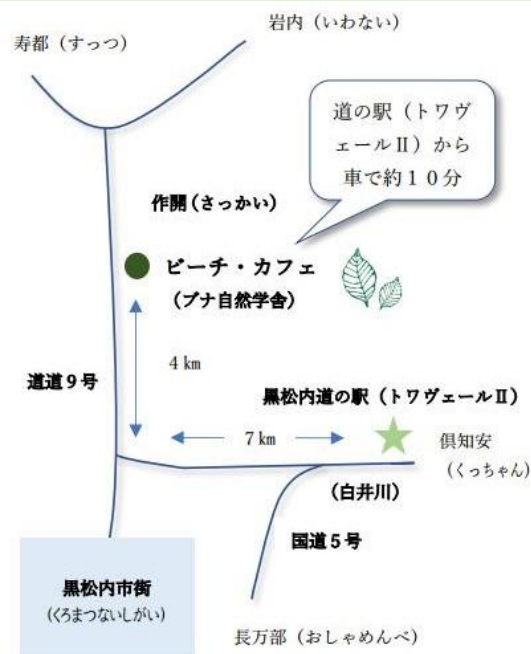 岩内（いわない）
寿都（すっつ）
道の駅（トワヴ
ェールⅡ）から
車で約１０分
作開（さっかい）
ビーチ・カフェ
（ブナ自然学舎）
4 km
道道９号
黒松内道の駅（トワヴェールⅡ）
7 km
倶知安
（くっちゃん）
（白井川）
国道５号
黒松内市街
（くろまつないしがい）
長万部（おしゃめんべ）